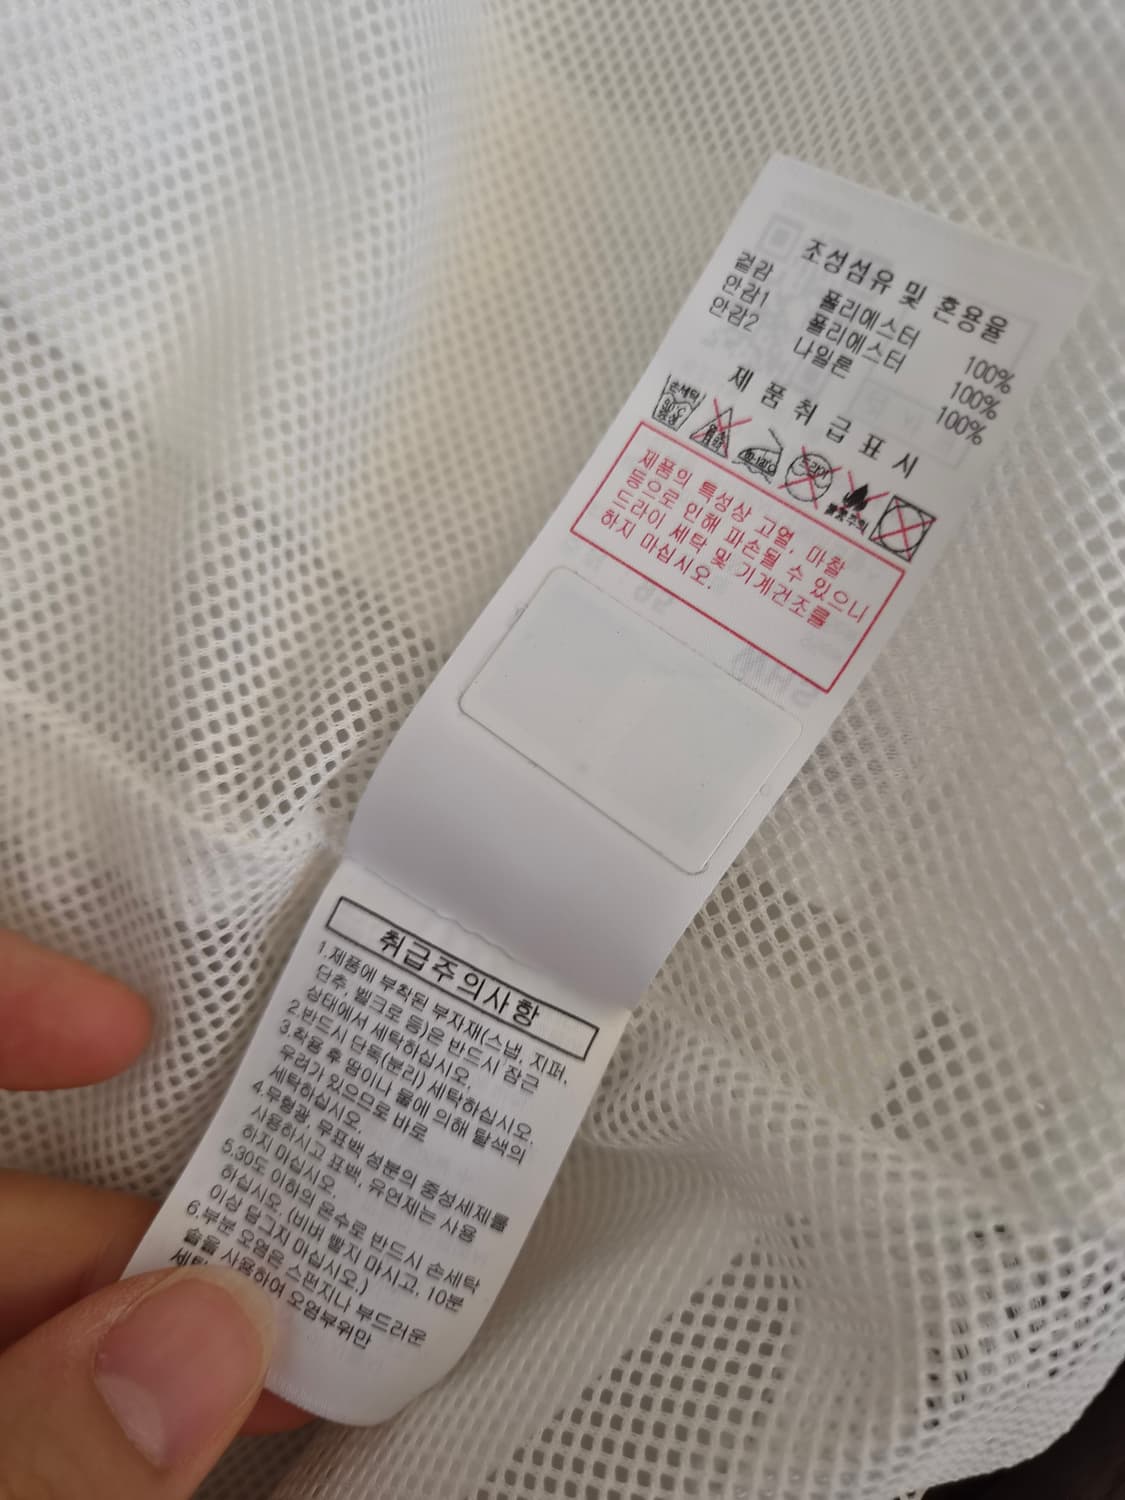 조성섬유 및 혼용율
겉감 폴리에스터 100%
안감1 폴리에스터 100%
안감2 나일론 100%
제 품 취 급 표 시
손세탁
30℃
중성
드라이
불꽃주의
제품의 특성상 고열, 마찰
등으로 인해 파손될 수 있으니
드라이 세탁 및 기계건조를
하지 마십시오.
취급주의사항
1.제품에 부착된 부자재(스냅, 지퍼,
단추, 벨크로 등)은 반드시 잠근
상태에서 세탁하십시오.
2.반드시 단독(분리) 세탁하십시오.
3.착용 후 땀이나 물에 의해 탈색의
우려가 있으므로 바로
세탁하십시오.
4.무형광, 무표백 성분의 중성세제를
사용하시고 표백, 유연제는 사용
하지 마십시오.
5.30도 이하의 온수로 반드시 손세탁
하십시오. (비벼 빨지 마시고, 10분
이상 담그지 마십시오.)
6.부분 오염은 스펀지나 부드러운
솔을 사용하여 오염부위만